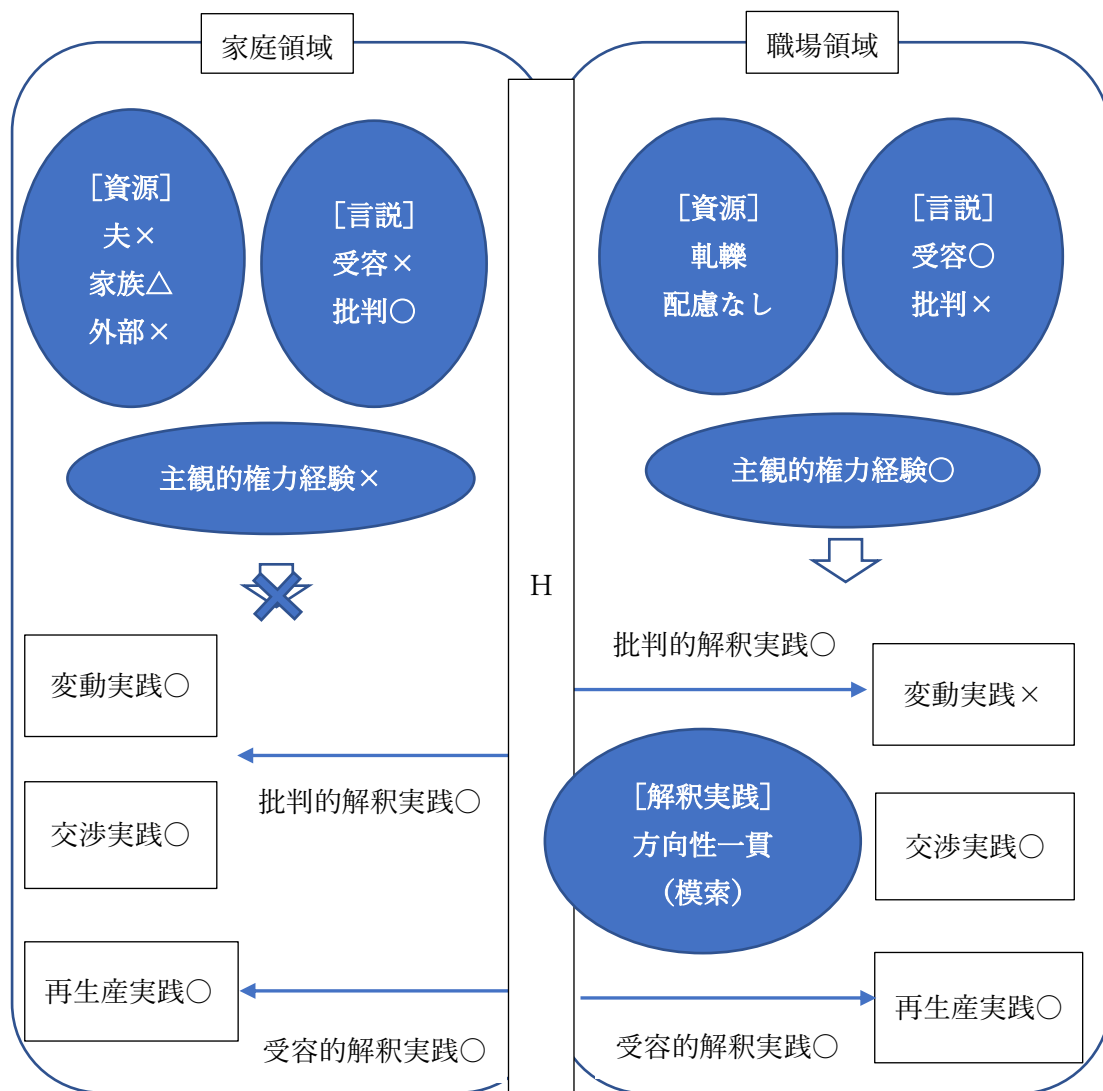 家庭領域
［資源］
夫×
家族△
外部×
［言説］
受容×
批判〇
主観的権力経験×
変動実践〇
批判的解釈実践〇
交渉実践〇
再生産実践〇
受容的解釈実践〇
H
職場領域
［資源］
軋轢
配慮なし
［言説］
受容〇
批判×
主観的権力経験〇
批判的解釈実践〇
変動実践×
［解釈実践］
方向性一貫
（模索）
交渉実践〇
再生産実践〇
受容的解釈実践〇